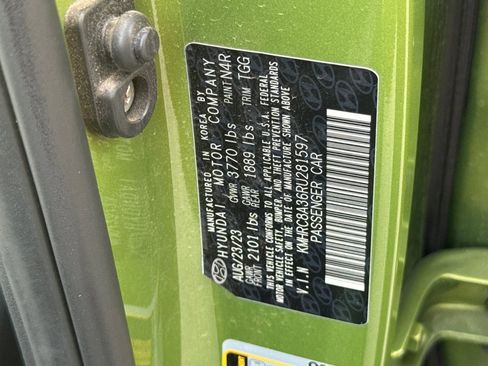 MANUFACTURED IN KOREA BY
HYUNDAI MOTOR COMPANY
AUG/23/23 GVWR 3770 lbs PAINT N4R
GAWR FRONT 2101 lbs GAWR REAR 1889 lbs TRIM TGG
THIS VEHICLE CONFORMS TO ALL APPLICABLE U.S.A. FEDERAL
MOTOR VEHICLE SAFETY, BUMPER, AND THEFT PREVENTION STANDARDS
IN EFFECT ON THE DATE OF MANUFACTURE SHOWN ABOVE
V.I.N KMHRC8A36RU281597
PASSENGER CAR